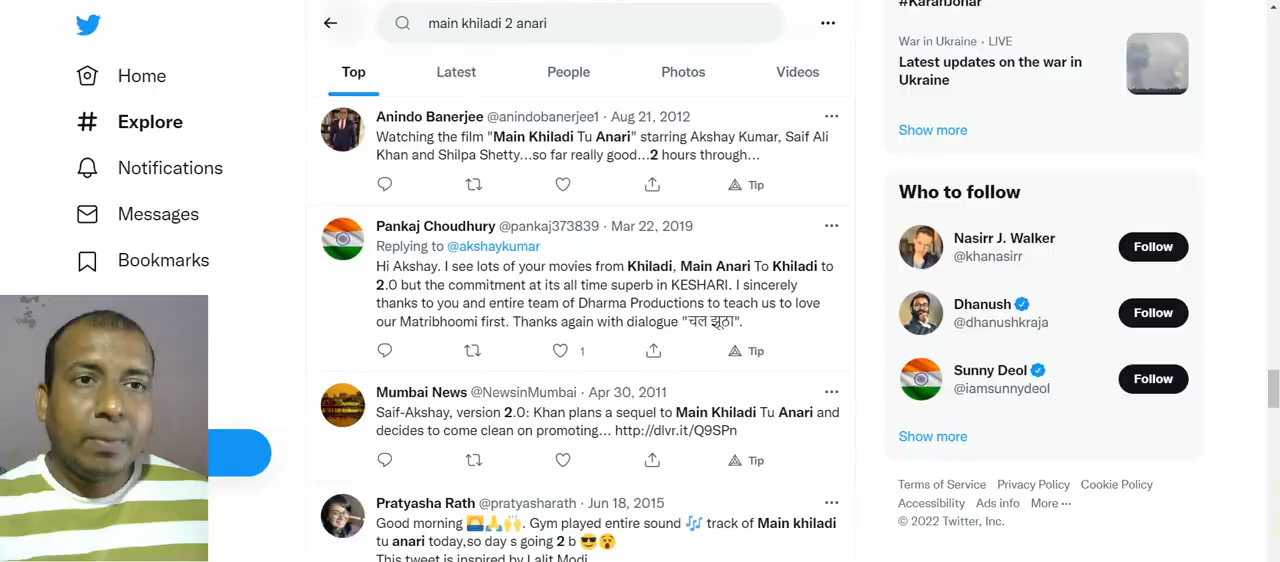 main khiladi 2 anari
Home
Explore
Notifications
Messages
Bookmarks
Top
Latest
People
Photos
Videos
Anindo Banerjee @anindobanerjee1 · Aug 21, 2012
Watching the film "Main Khiladi Tu Anari" starring Akshay Kumar, Saif Ali
Khan and Shilpa Shetty...so far really good...2 hours through...
Tip
Pankaj Choudhury @pankaj373839 · Mar 22, 2019
Replying to @akshaykumar
Hi Akshay. I see lots of your movies from Khiladi, Main Anari To Khiladi to
2.0 but the commitment at its all time superb in KESHARI. I sincerely
thanks to you and entire team of Dharma Productions to teach us to love
our Matribhoomi first. Thanks again with dialogue "चल झूठा".
1
Tip
Mumbai News @NewsinMumbai · Apr 30, 2011
Saif-Akshay, version 2.0: Khan plans a sequel to Main Khiladi Tu Anari and
decides to come clean on promoting... http://dlvr.it/Q9SPn
Tip
Pratyasha Rath @pratyasharath · Jun 18, 2015
Good morning 🌅🙏🙌. Gym played entire sound 🎶 track of Main khiladi
tu anari today,so day s going 2 b 😎😲
This tweet is inspired by Lalit Modi
#KaranJohar
War in Ukraine · LIVE
Latest updates on the war in
Ukraine
Show more
Who to follow
Nasirr J. Walker
@khanasirr
Follow
Dhanush
@dhanushkraja
Follow
Sunny Deol
@iamsunnydeol
Follow
Show more
Terms of Service Privacy Policy Cookie Policy
Accessibility Ads info More ···
© 2022 Twitter, Inc.